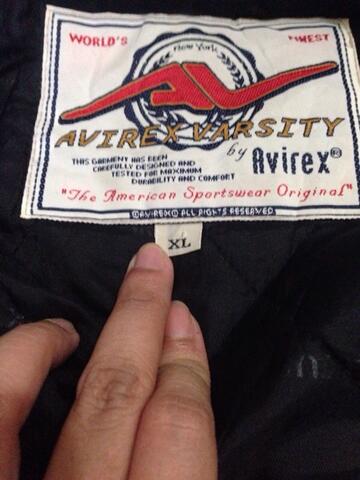 WORLD'S FINEST
New York
AVIREX VARSITY
by Avirex®
THIS GARMENT HAS BEEN
CAREFULLY DESIGNED AND
TESTED FOR MAXIMUM
DURABILITY AND COMFORT
"The American Sportswear Original"
©AVIREX® ALL RIGHTS RESERVED
XL